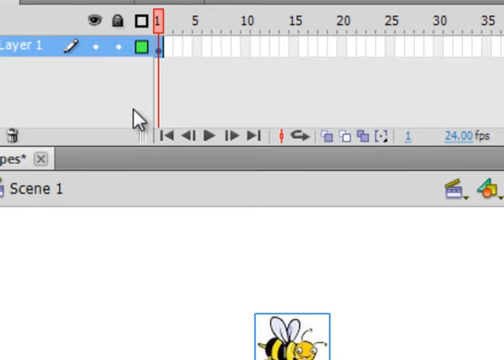 1 5 10 15 20 25 30 35
Layer 1
1 24.00 fps
pes*
Scene 1